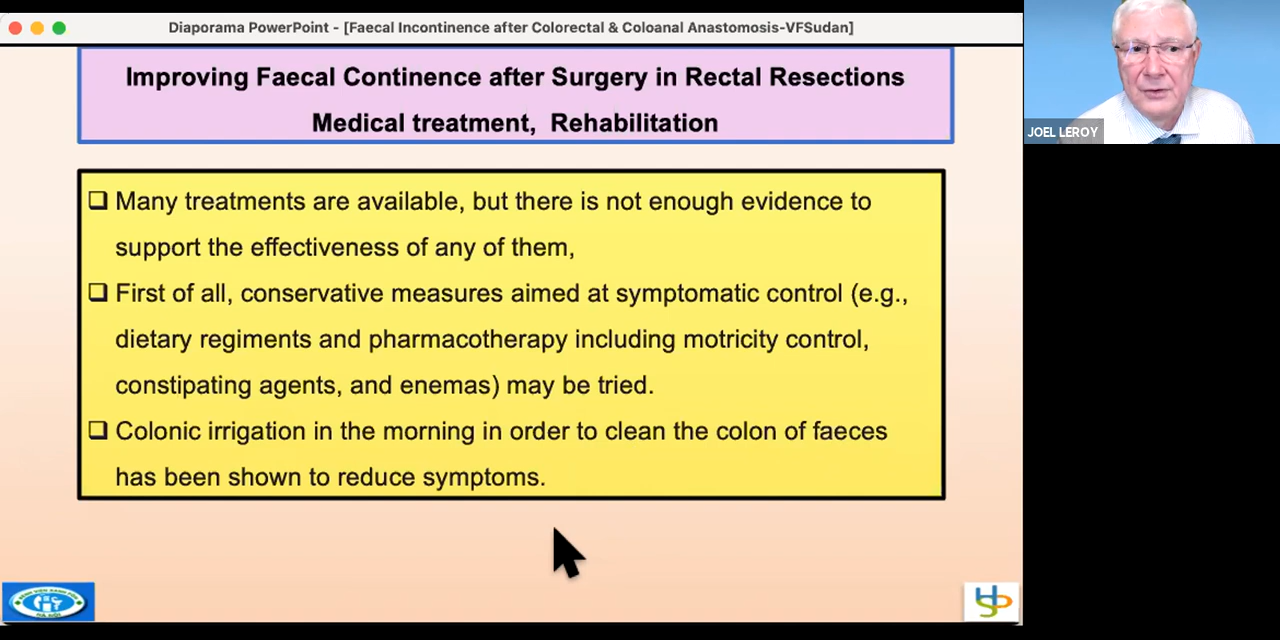 Diaporama PowerPoint - [Faecal Incontinence after Colorectal & Coloanal Anastomosis-VFSudan]
JOEL LEROY
Improving Faecal Continence after Surgery in Rectal Resections
Medical treatment, Rehabilitation
Many treatments are available, but there is not enough evidence to
support the effectiveness of any of them,
First of all, conservative measures aimed at symptomatic control (e.g.,
dietary regiments and pharmacotherapy including motricity control,
constipating agents, and enemas) may be tried.
Colonic irrigation in the morning in order to clean the colon of faeces
has been shown to reduce symptoms.